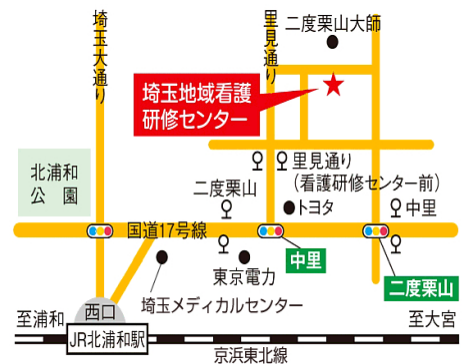 埼玉大通り
里見通り
二度栗山大師
埼玉地域看護
研修センター
北浦和
公園
里見通り
(看護研修センター前)
二度栗山
トヨタ
中里
国道17号線
中里
東京電力
二度栗山
埼玉メディカルセンター
西口
至浦和
JR北浦和駅
京浜東北線
至大宮